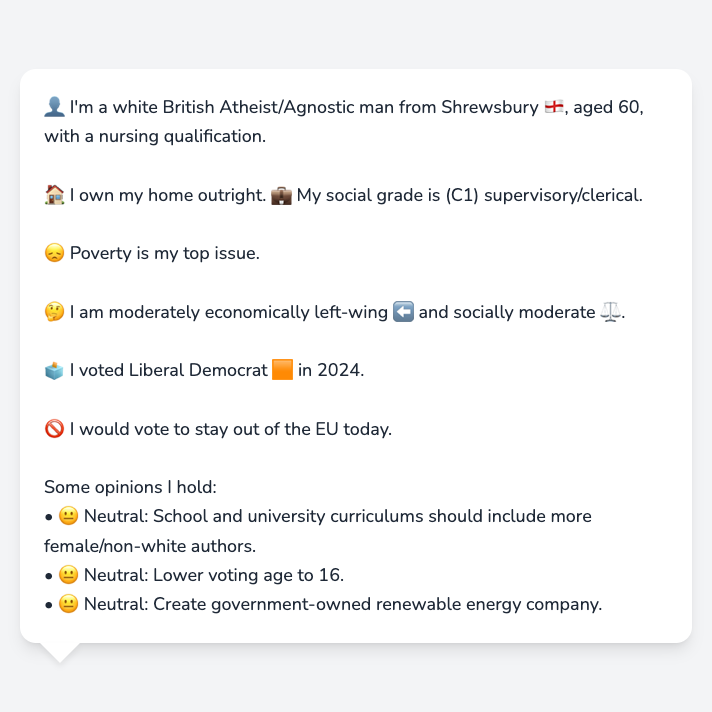 👤 I'm a white British Atheist/Agnostic man from Shrewsbury 🏴󠁧󠁢󠁥󠁮󠁧󠁿, aged 60,
with a nursing qualification.
🏠 I own my home outright. 💼 My social grade is (C1) supervisory/clerical.
😞 Poverty is my top issue.
🤔 I am moderately economically left-wing ⬅️ and socially moderate ⚖️.
🗳️ I voted Liberal Democrat 🟧 in 2024.
🚫 I would vote to stay out of the EU today.
Some opinions I hold:
• 😐 Neutral: School and university curriculums should include more
female/non-white authors.
• 😐 Neutral: Lower voting age to 16.
• 😐 Neutral: Create government-owned renewable energy company.